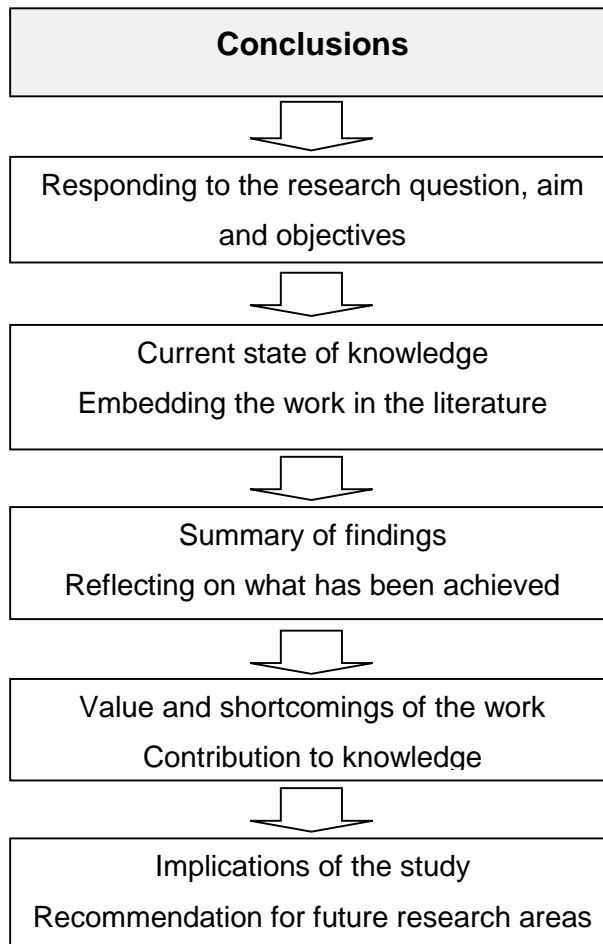 Conclusions
Responding to the research question, aim
and objectives
Current state of knowledge
Embedding the work in the literature
Summary of findings
Reflecting on what has been achieved
Value and shortcomings of the work
Contribution to knowledge
Implications of the study
Recommendation for future research areas